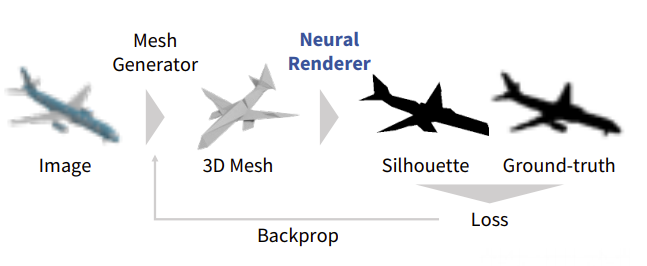 Mesh
Generator
Neural
Renderer
Image
3D Mesh
Silhouette
Ground-truth
Loss
Backprop